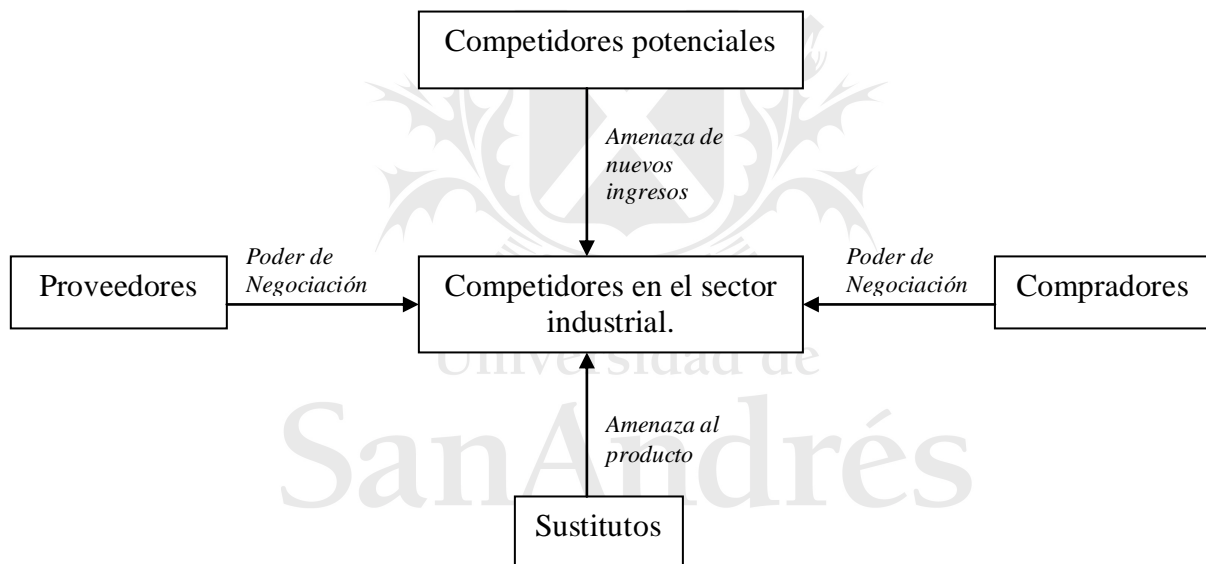 Competidores potenciales
Amenaza de
nuevos
ingresos
Proveedores
Poder de
Negociación
Competidores en el sector
industrial.
Poder de
Negociación
Compradores
Universidad de
SanAndrés
Amenaza al
producto
Sustitutos